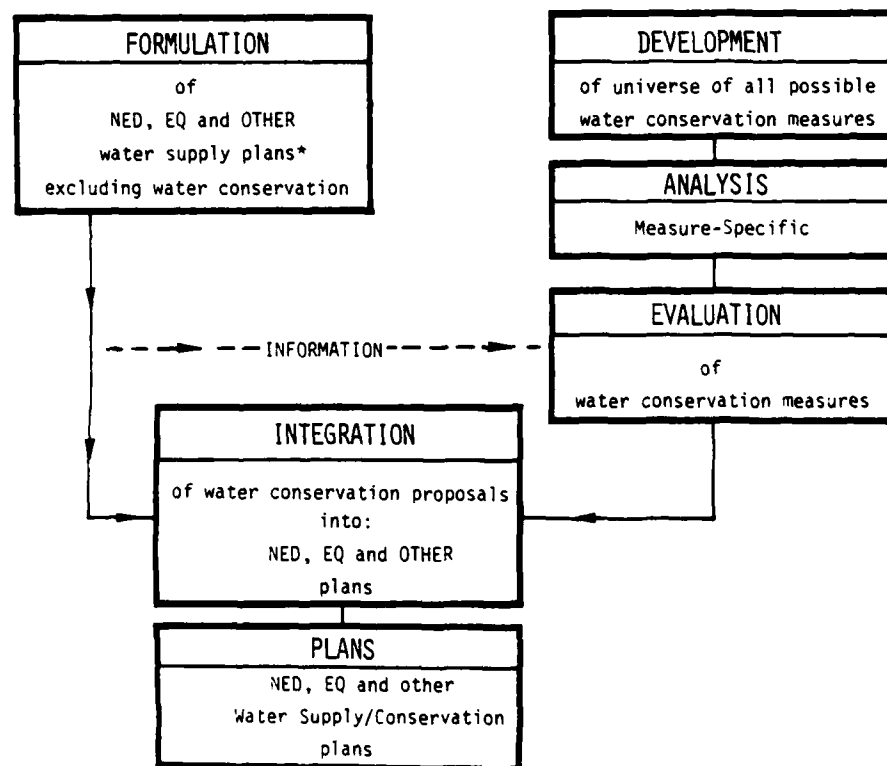 FORMULATION
of
NED, EQ and OTHER
water supply plans*
excluding water conservation
DEVELOPMENT
of universe of all possible
water conservation measures
ANALYSIS
Measure-Specific
EVALUATION
of
water conservation measures
INFORMATION
INTEGRATION
of water conservation proposals
into:
NED, EQ and OTHER
plans
PLANS
NED, EQ and other
Water Supply/Conservation
plans